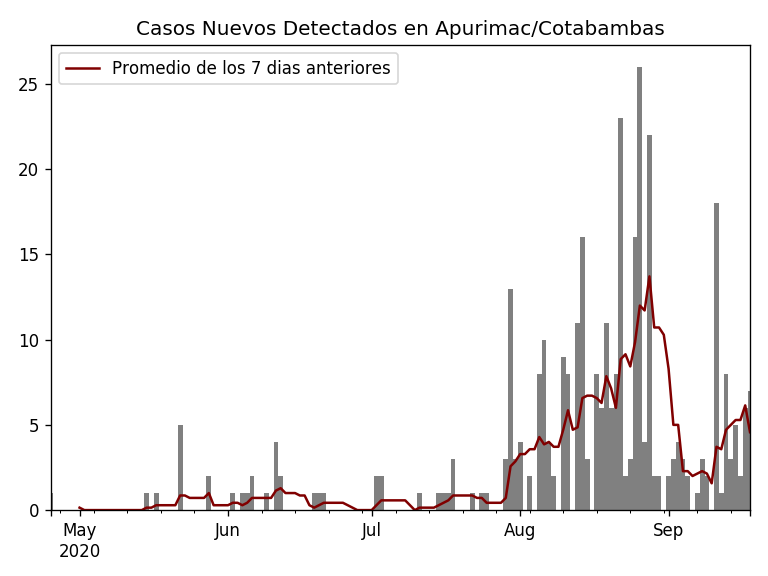 Casos Nuevos Detectados en Apurimac/Cotabambas
Promedio de los 7 dias anteriores
25
20
15
10
5
0
May Jun Jul Aug Sep
2020